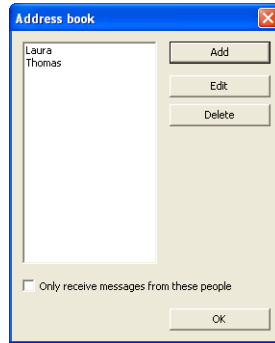 Address book
Laura
Thomas
Add
Edit
Delete
Only receive messages from these people
OK